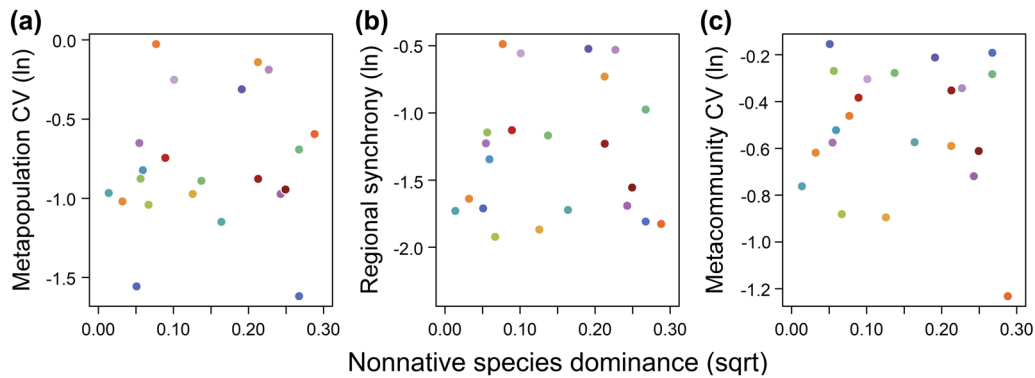 (a)
Metapopulation CV (ln)
0.0
-0.5
-1.0
-1.5
0.00 0.10 0.20 0.30
(b)
Regional synchrony (ln)
-0.5
-1.0
-1.5
-2.0
0.00 0.10 0.20 0.30
(c)
Metacommunity CV (ln)
-0.2
-0.4
-0.6
-0.8
-1.0
-1.2
0.00 0.10 0.20 0.30
Nonnative species dominance (sqrt)